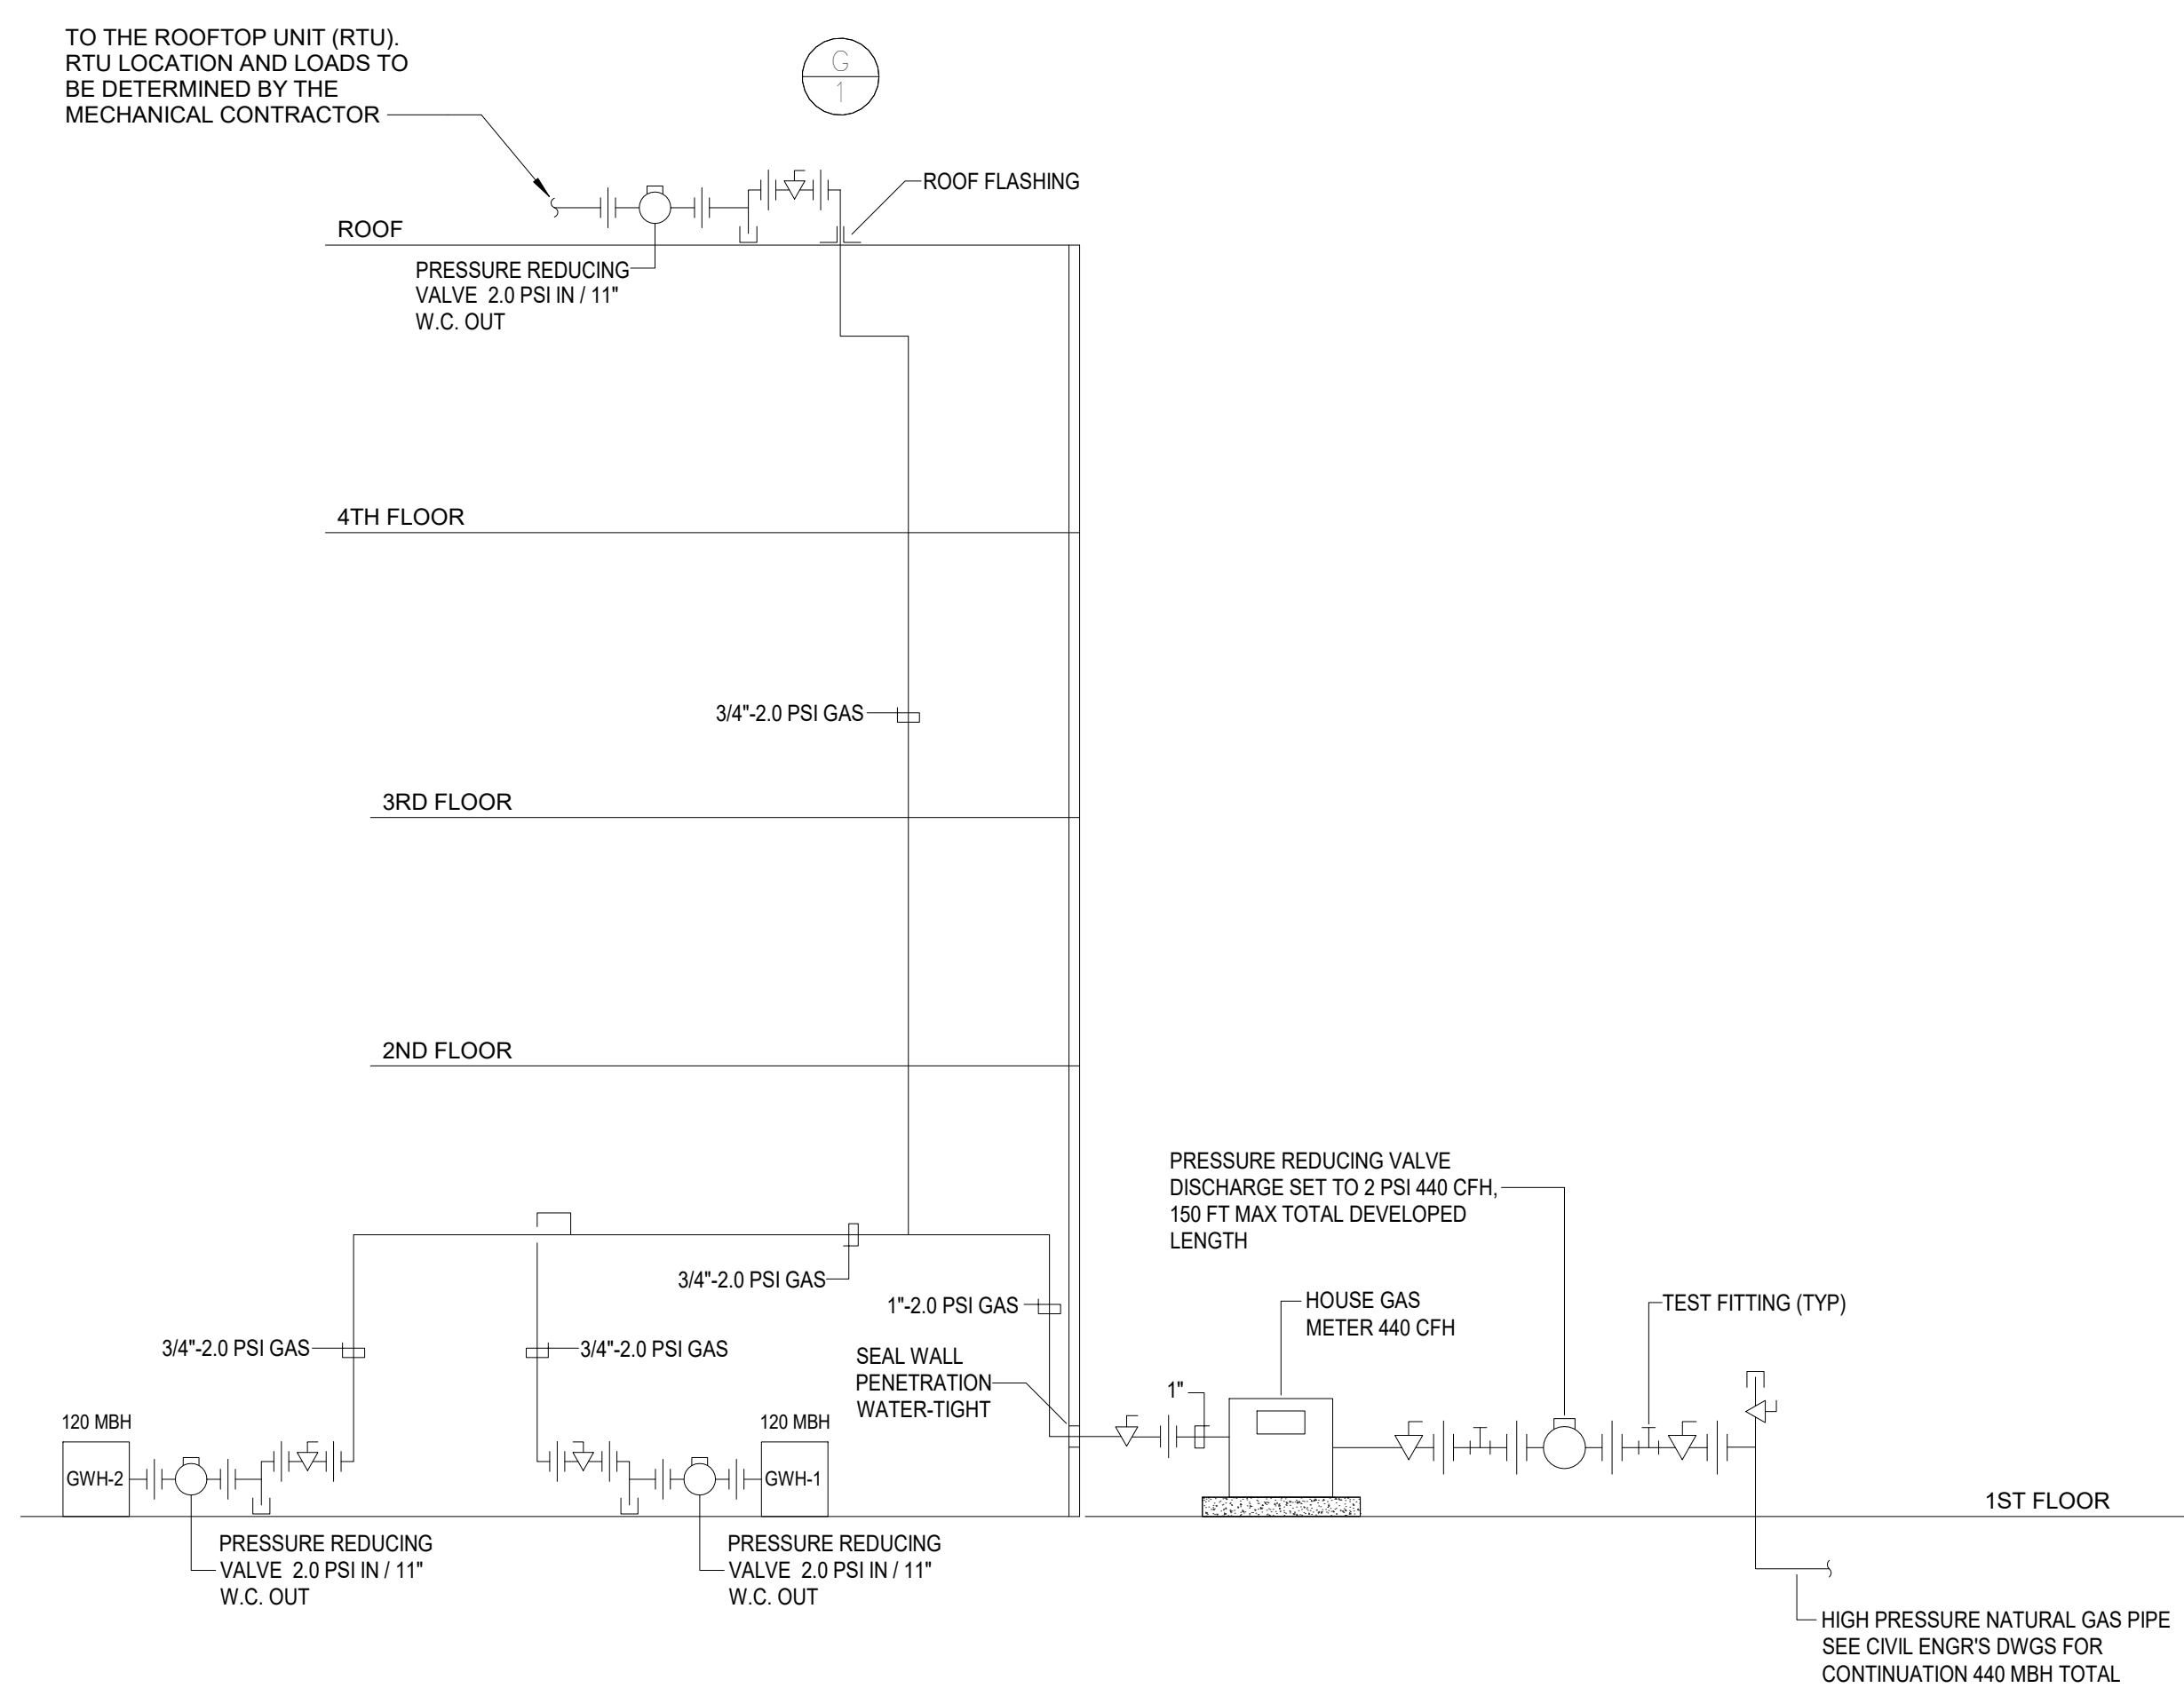 TO THE ROOFTOP UNIT (RTU).
RTU LOCATION AND LOADS TO
BE DETERMINED BY THE
MECHANICAL CONTRACTOR
G
1
ROOF FLASHING
ROOF
PRESSURE REDUCING
VALVE 2.0 PSI IN / 11"
W.C. OUT
4TH FLOOR
3/4"-2.0 PSI GAS
3RD FLOOR
2ND FLOOR
PRESSURE REDUCING VALVE
DISCHARGE SET TO 2 PSI 440 CFH,
150 FT MAX TOTAL DEVELOPED
LENGTH
3/4"-2.0 PSI GAS
1"-2.0 PSI GAS
HOUSE GAS
METER 440 CFH
TEST FITTING (TYP)
3/4"-2.0 PSI GAS
3/4"-2.0 PSI GAS
SEAL WALL
PENETRATION
WATER-TIGHT
1"
120 MBH
120 MBH
GWH-2
GWH-1
1ST FLOOR
PRESSURE REDUCING
VALVE 2.0 PSI IN / 11"
W.C. OUT
PRESSURE REDUCING
VALVE 2.0 PSI IN / 11"
W.C. OUT
HIGH PRESSURE NATURAL GAS PIPE
SEE CIVIL ENGR'S DWGS FOR
CONTINUATION 440 MBH TOTAL